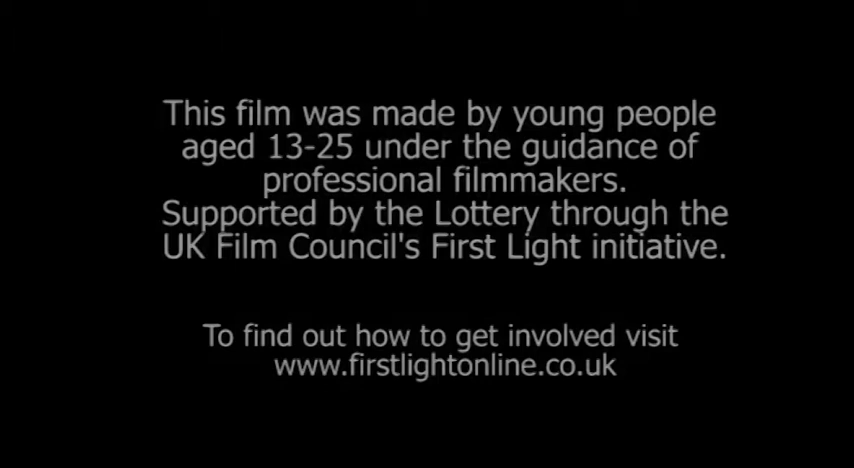 This film was made by young people
aged 13-25 under the guidance of
professional filmmakers.
Supported by the Lottery through the
UK Film Council's First Light initiative.
To find out how to get involved visit
www.firstlightonline.co.uk